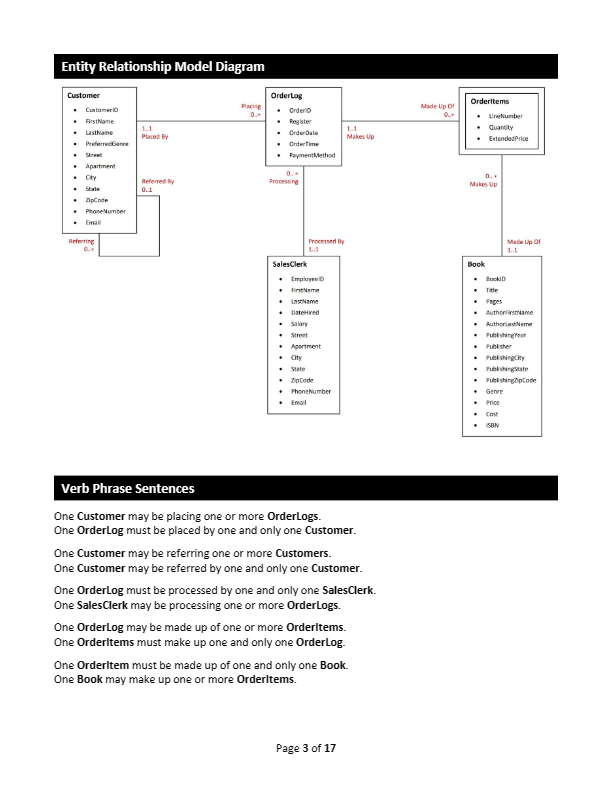 Entity Relationship Model Diagram
Customer
• CustomerID
• FirstName
• LastName
• PreferredGenre
• Street
• Apartment
• City
• State
• ZipCode
• PhoneNumber
• Email
Placing
0..*
1..1
Placed By
Referred By
0..1
Referring
0..*
OrderLog
• OrderID
• Register
• OrderDate
• OrderTime
• PaymentMethod
Made Up Of
0..*
1..1
Makes Up
OrderItems
• LineNumber
• Quantity
• ExtendedPrice
0..*
Processing
Processed By
1..1
0..*
Makes Up
Made Up Of
1..1
SalesClerk
• EmployeeID
• FirstName
• LastName
• DateHired
• Salary
• Street
• Apartment
• City
• State
• ZipCode
• PhoneNumber
• Email
Book
• BookID
• Title
• Pages
• AuthorFirstName
• AuthorLastName
• PublishingYear
• Publisher
• PublishingCity
• PublishingState
• PublishingZipCode
• Genre
• Price
• Cost
• ISBN
Verb Phrase Sentences
One Customer may be placing one or more OrderLogs.
One OrderLog must be placed by one and only one Customer.
One Customer may be referring one or more Customers.
One Customer may be referred by one and only one Customer.
One OrderLog must be processed by one and only one SalesClerk.
One SalesClerk may be processing one or more OrderLogs.
One OrderLog may be made up of one or more OrderItems.
One OrderItems must make up one and only one OrderLog.
One OrderItem must be made up of one and only one Book.
One Book may make up one or more OrderItems.
Page 3 of 17